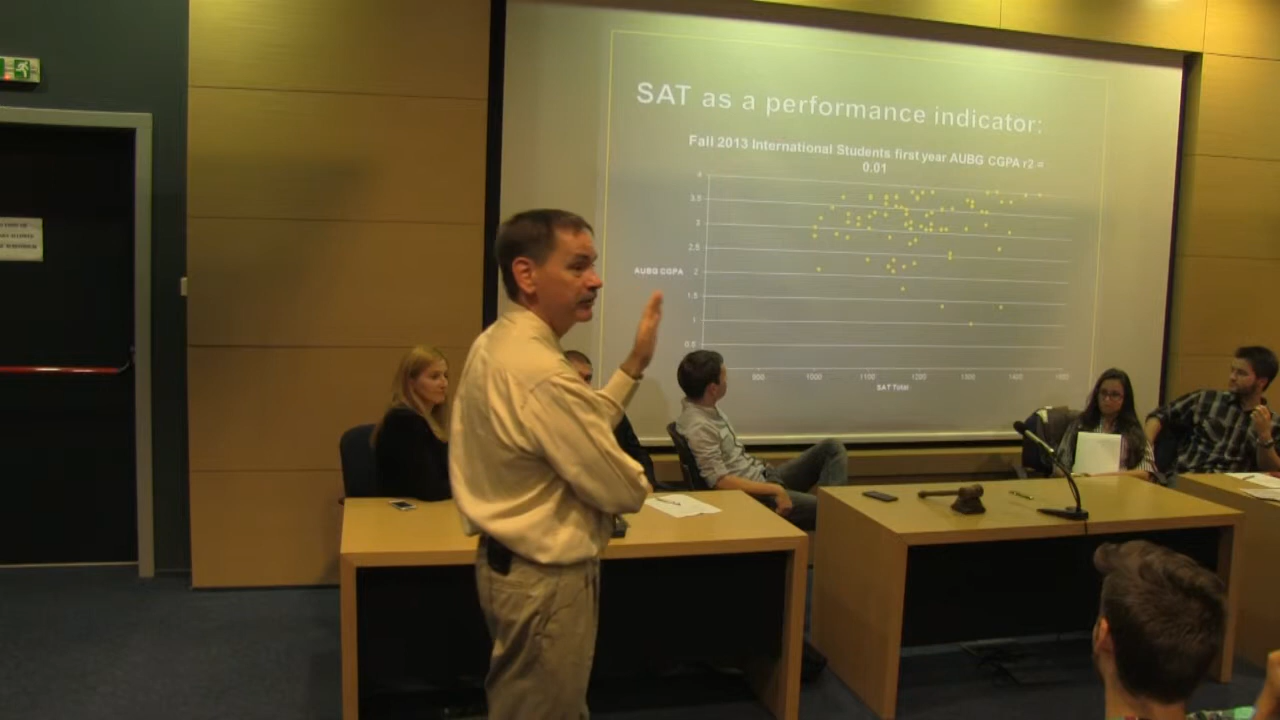 SAT as a performance indicator:
Fall 2013 International Students first year AUBG CGPA r2 =
0.01
4
3.5
3
2.5
2
AUBG CGPA
1.5
1
0.5
900 1000 1100 1200 1300 1400 1500
SAT Total